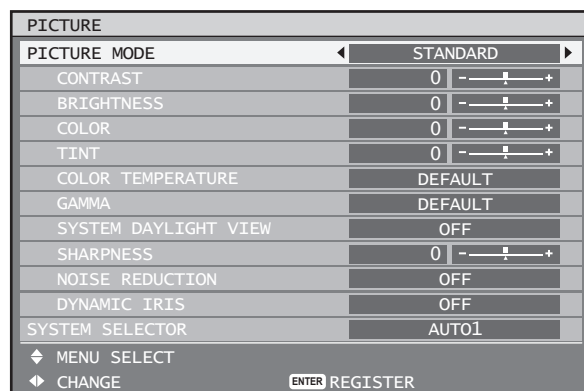 PICTURE
PICTURE MODE STANDARD
CONTRAST 0 - +
BRIGHTNESS 0 - +
COLOR 0 - +
TINT 0 - +
COLOR TEMPERATURE DEFAULT
GAMMA DEFAULT
SYSTEM DAYLIGHT VIEW OFF
SHARPNESS 0 - +
NOISE REDUCTION OFF
DYNAMIC IRIS OFF
SYSTEM SELECTOR AUTO1
MENU SELECT
CHANGE ENTER REGISTER